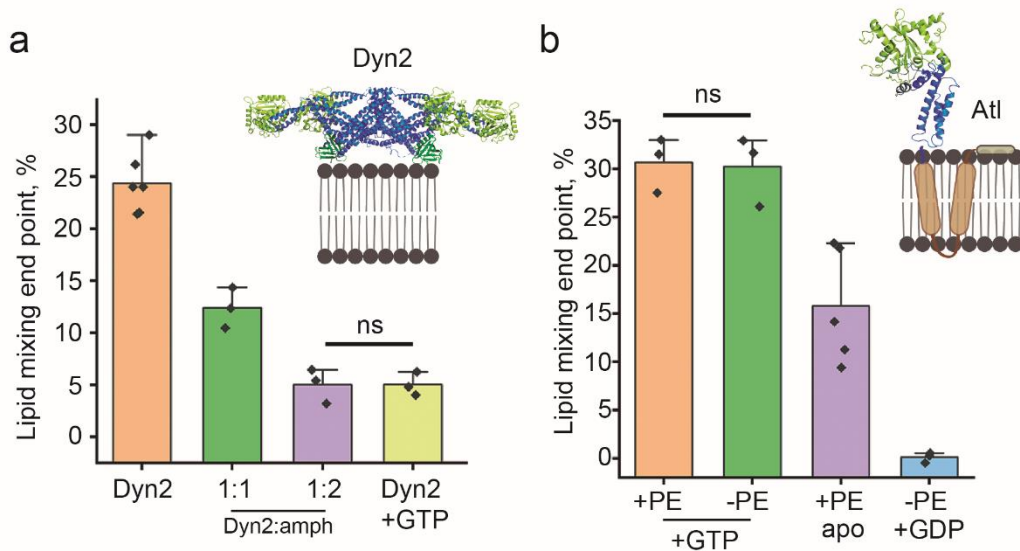 a
Dyn2
Lipid mixing end point, %
30
25
20
15
10
5
0
ns
Dyn2
1:1
1:2
Dyn2
+GTP
Dyn2:amph
b
Atl
Lipid mixing end point, %
35
30
25
20
15
10
5
0
ns
+PE
-PE
+PE
apo
-PE
+GDP
+GTP